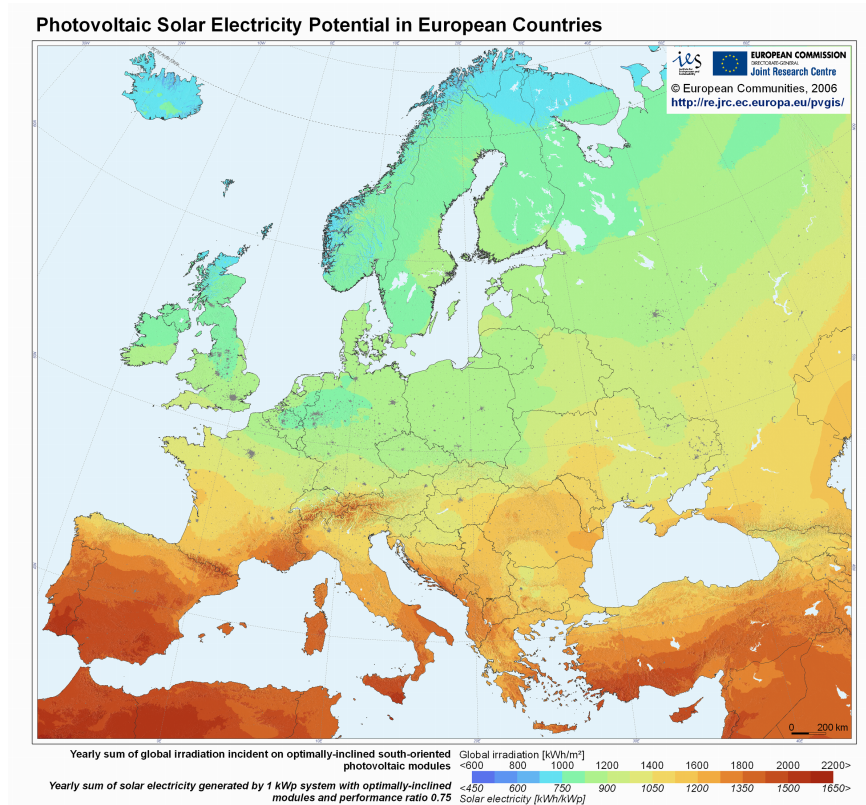 Photovoltaic Solar Electricity Potential in European Countries
ies
EUROPEAN COMMISSION
DIRECTORATE-GENERAL
Joint Research Centre
© European Communities, 2006
http://re.jrc.ec.europa.eu/pvgis/
0 200 km
Yearly sum of global irradiation incident on optimally-inclined south-oriented
photovoltaic modules
Yearly sum of solar electricity generated by 1 kWp system with optimally-inclined
modules and performance ratio 0.75
Global irradiation [kWh/m²]
<600 800 1000 1200 1400 1600 1800 2000 2200>
<450 600 750 900 1050 1200 1350 1500 1650>
Solar electricity [kWh/kWp]